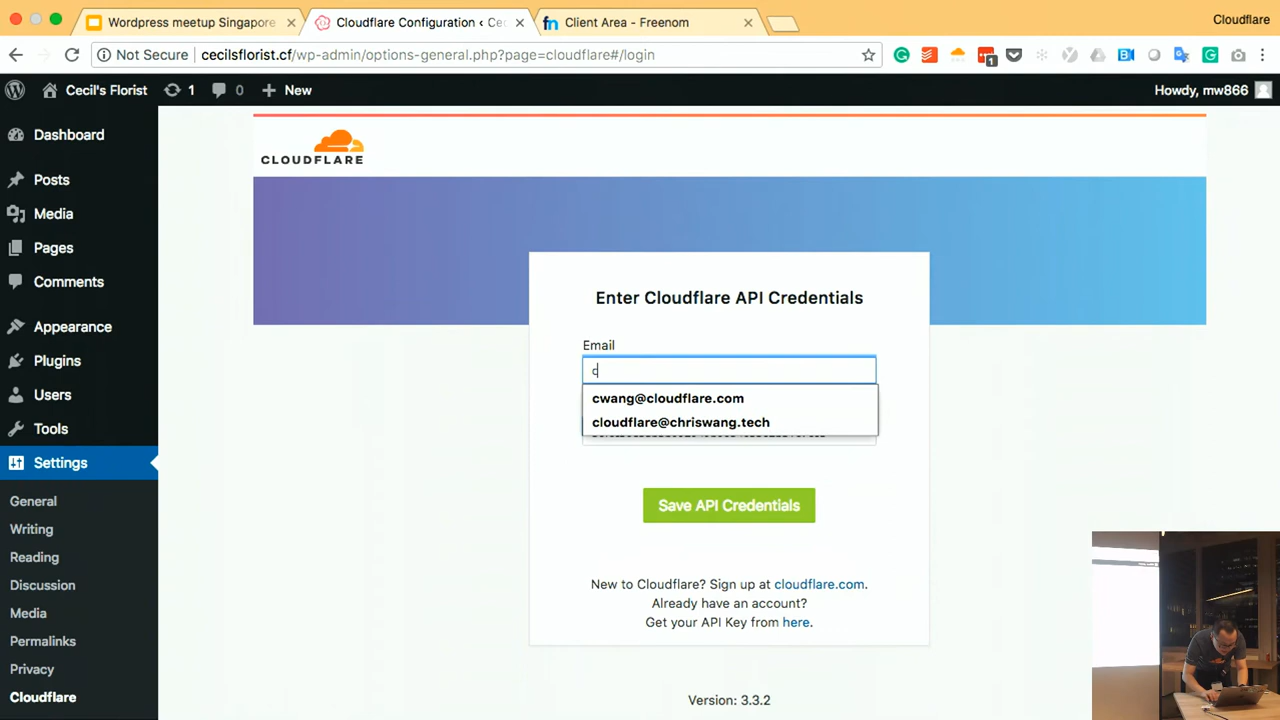 Wordpress meetup Singapore
Cloudflare Configuration ‹ Cec
Client Area - Freenom
Cloudflare
Not Secure
cecilsflorist.cf/wp-admin/options-general.php?page=cloudflare#/login
1
Cecil's Florist
1
0
New
Howdy, mw866
Dashboard
Posts
Media
Pages
Comments
Appearance
Plugins
Users
Tools
Settings
General
Writing
Reading
Discussion
Media
Permalinks
Privacy
Cloudflare
CLOUDFLARE
Enter Cloudflare API Credentials
Email
c
cwang@cloudflare.com
cloudflare@chriswang.tech
Save API Credentials
New to Cloudflare? Sign up at cloudflare.com.
Already have an account?
Get your API Key from here.
Version: 3.3.2